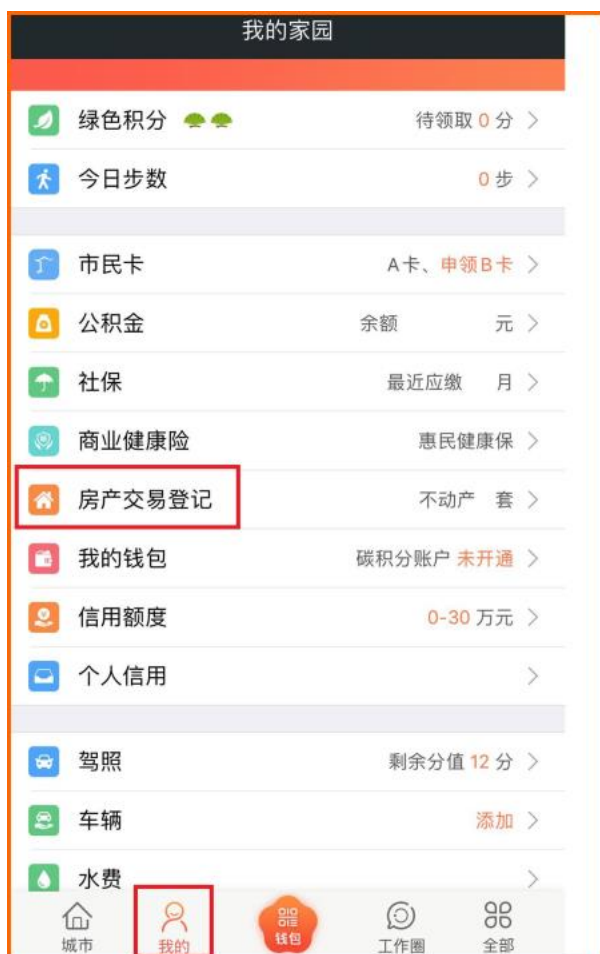 我的家园
绿色积分 待领取 0 分
今日步数 0 步
市民卡 A卡、申领B卡
公积金 余额 元
社保 最近应缴 月
商业健康险 惠民健康保
房产交易登记 不动产 套
我的钱包 碳积分账户 未开通
信用额度 0-30 万元
个人信用
驾照 剩余分值 12 分
车辆 添加
水费
城市 我的 钱包 工作圈 全部